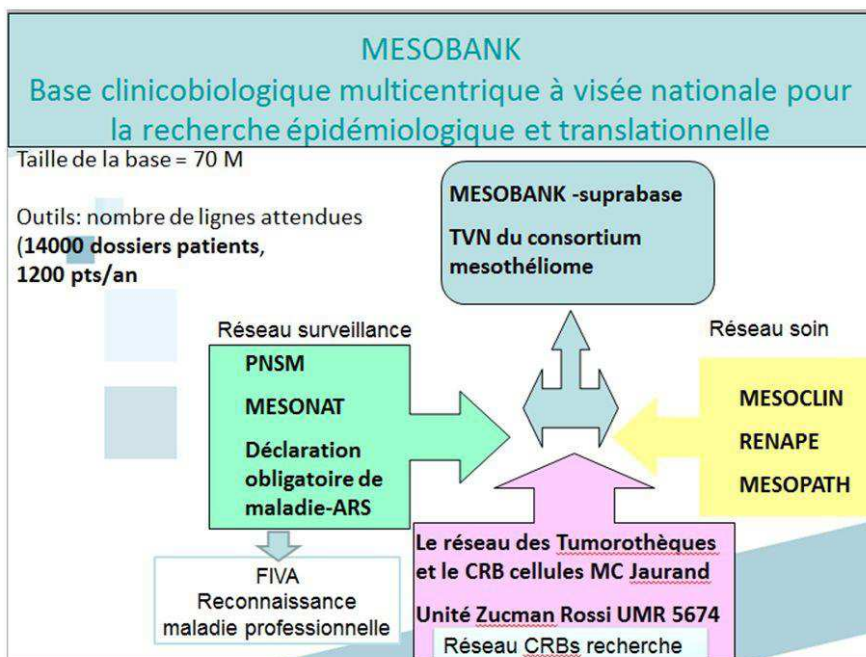 MESOBANK
Base clinicobiologique multicentrique à visée nationale pour
la recherche épidémiologique et translationnelle
Taille de la base = 70 M
Outils: nombre de lignes attendues
(14000 dossiers patients,
1200 pts/an
MESOBANK -suprabase
TVN du consortium
mesothéliome
Réseau surveillance
PNSM
MESONAT
Déclaration
obligatoire de
maladie-ARS
Réseau soin
MESOCLIN
RENAPE
MESOPATH
FIVA
Reconnaissance
maladie professionnelle
Le réseau des Tumorothèques
et le CRB cellules MC Jaurand
Unité Zucman Rossi UMR 5674
Réseau CRBs recherche